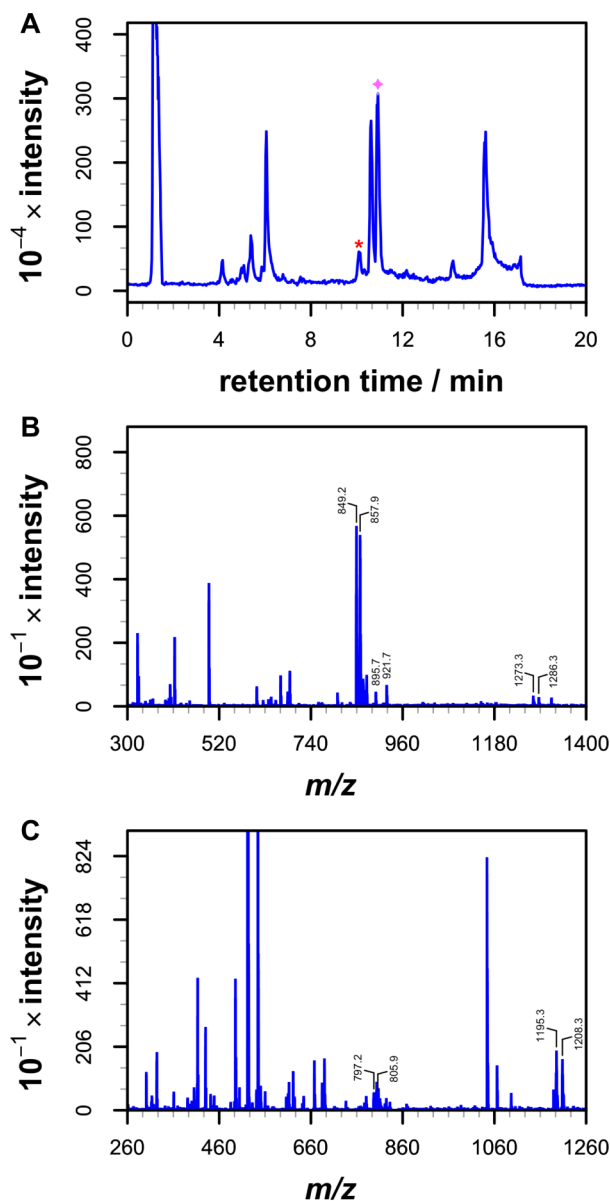 A
10⁻⁴ × intensity
400
300
200
100
0
*
0 4 8 12 16 20
retention time / min
B
10⁻¹ × intensity
800
600
400
200
0
849.2
857.9
895.7
921.7
1273.3
1286.3
300 520 740 960 1180 1400
m/z
C
10⁻¹ × intensity
824
618
412
206
0
797.2
805.9
1195.3
1208.3
260 460 660 860 1060 1260
m/z